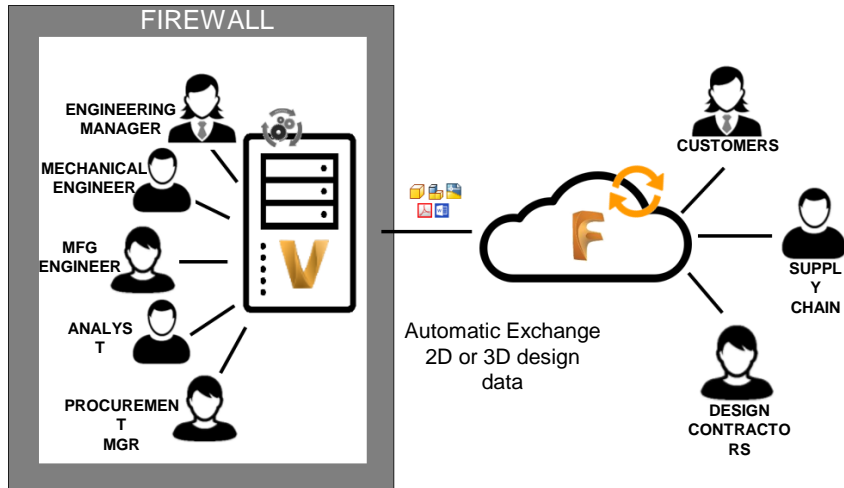 FIREWALL
ENGINEERING
MANAGER
MECHANICAL
ENGINEER
MFG
ENGINEER
ANALYS
T
PROCUREMEN
T
MGR
V
Automatic Exchange
2D or 3D design
data
F
CUSTOMERS
SUPPL
Y
CHAIN
DESIGN
CONTRACTO
RS